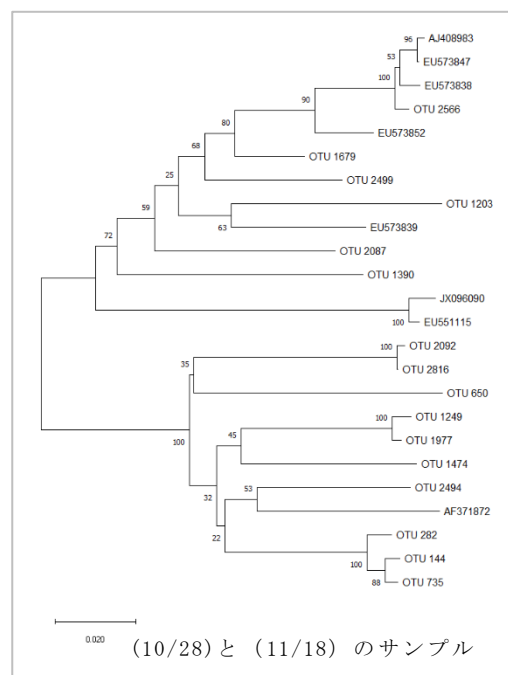 96
AJ408983
53
EU573847
100
EU573838
OTU 2566
90
EU573852
80
OTU 1679
68
OTU 2499
25
OTU 1203
59
63
EU573839
72
OTU 2087
OTU 1390
JX096090
100
EU551115
100
OTU 2092
OTU 2816
35
OTU 650
100
100
OTU 1249
OTU 1977
45
OTU 1474
32
53
OTU 2494
AF371872
22
OTU 282
100
OTU 144
88
OTU 735
0.020
(10/28)と (11/18) のサンプル